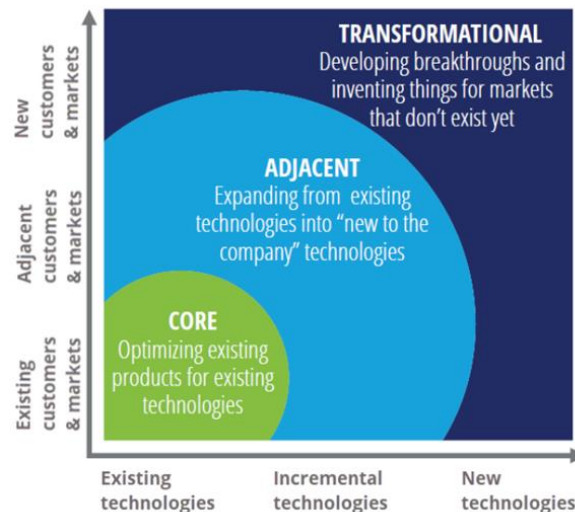 TRANSFORMATIONAL
Developing breakthroughs and
inventing things for markets
that don't exist yet
New
customers
& markets
ADJACENT
Expanding from existing
technologies into “new to the
company” technologies
Adjacent
customers
& markets
CORE
Optimizing existing
products for existing
technologies
Existing
customers
& markets
Existing
technologies
Incremental
technologies
New
technologies